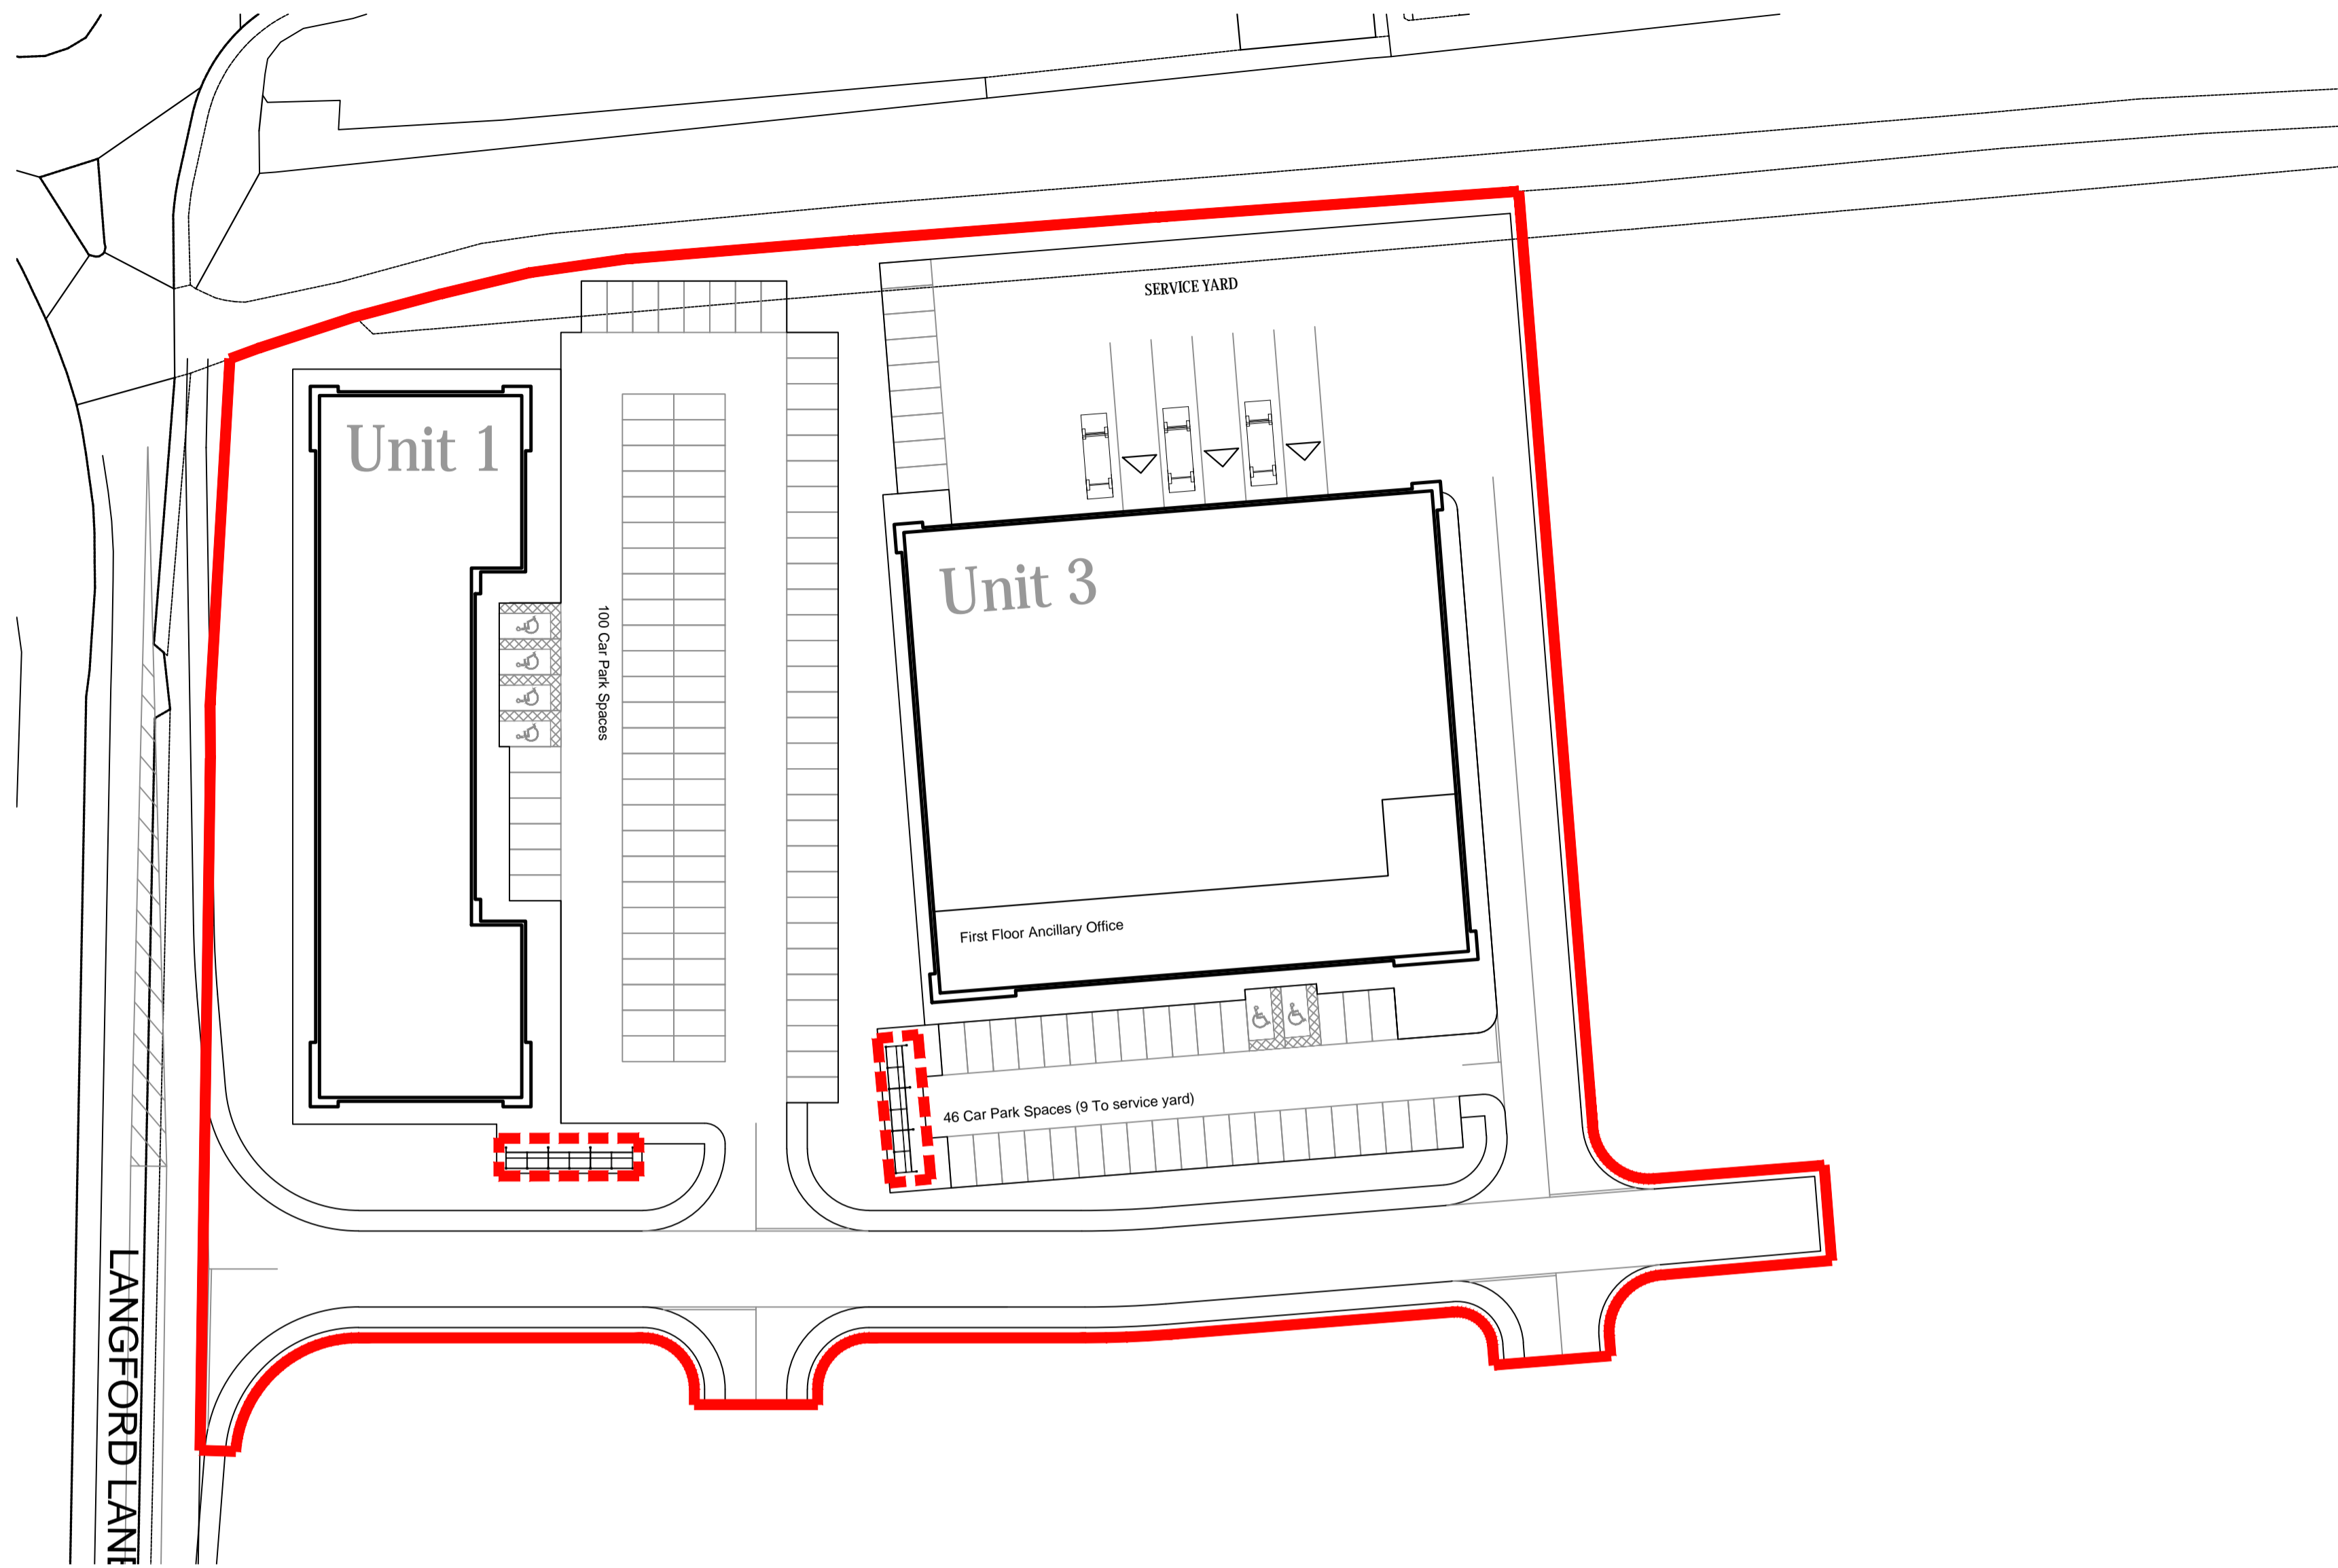 SERVICE YARD
Unit 1
Unit 3
100 Car Park Spaces
First Floor Ancillary Office
46 Car Park Spaces (9 To service yard)
LANGFORD LANE